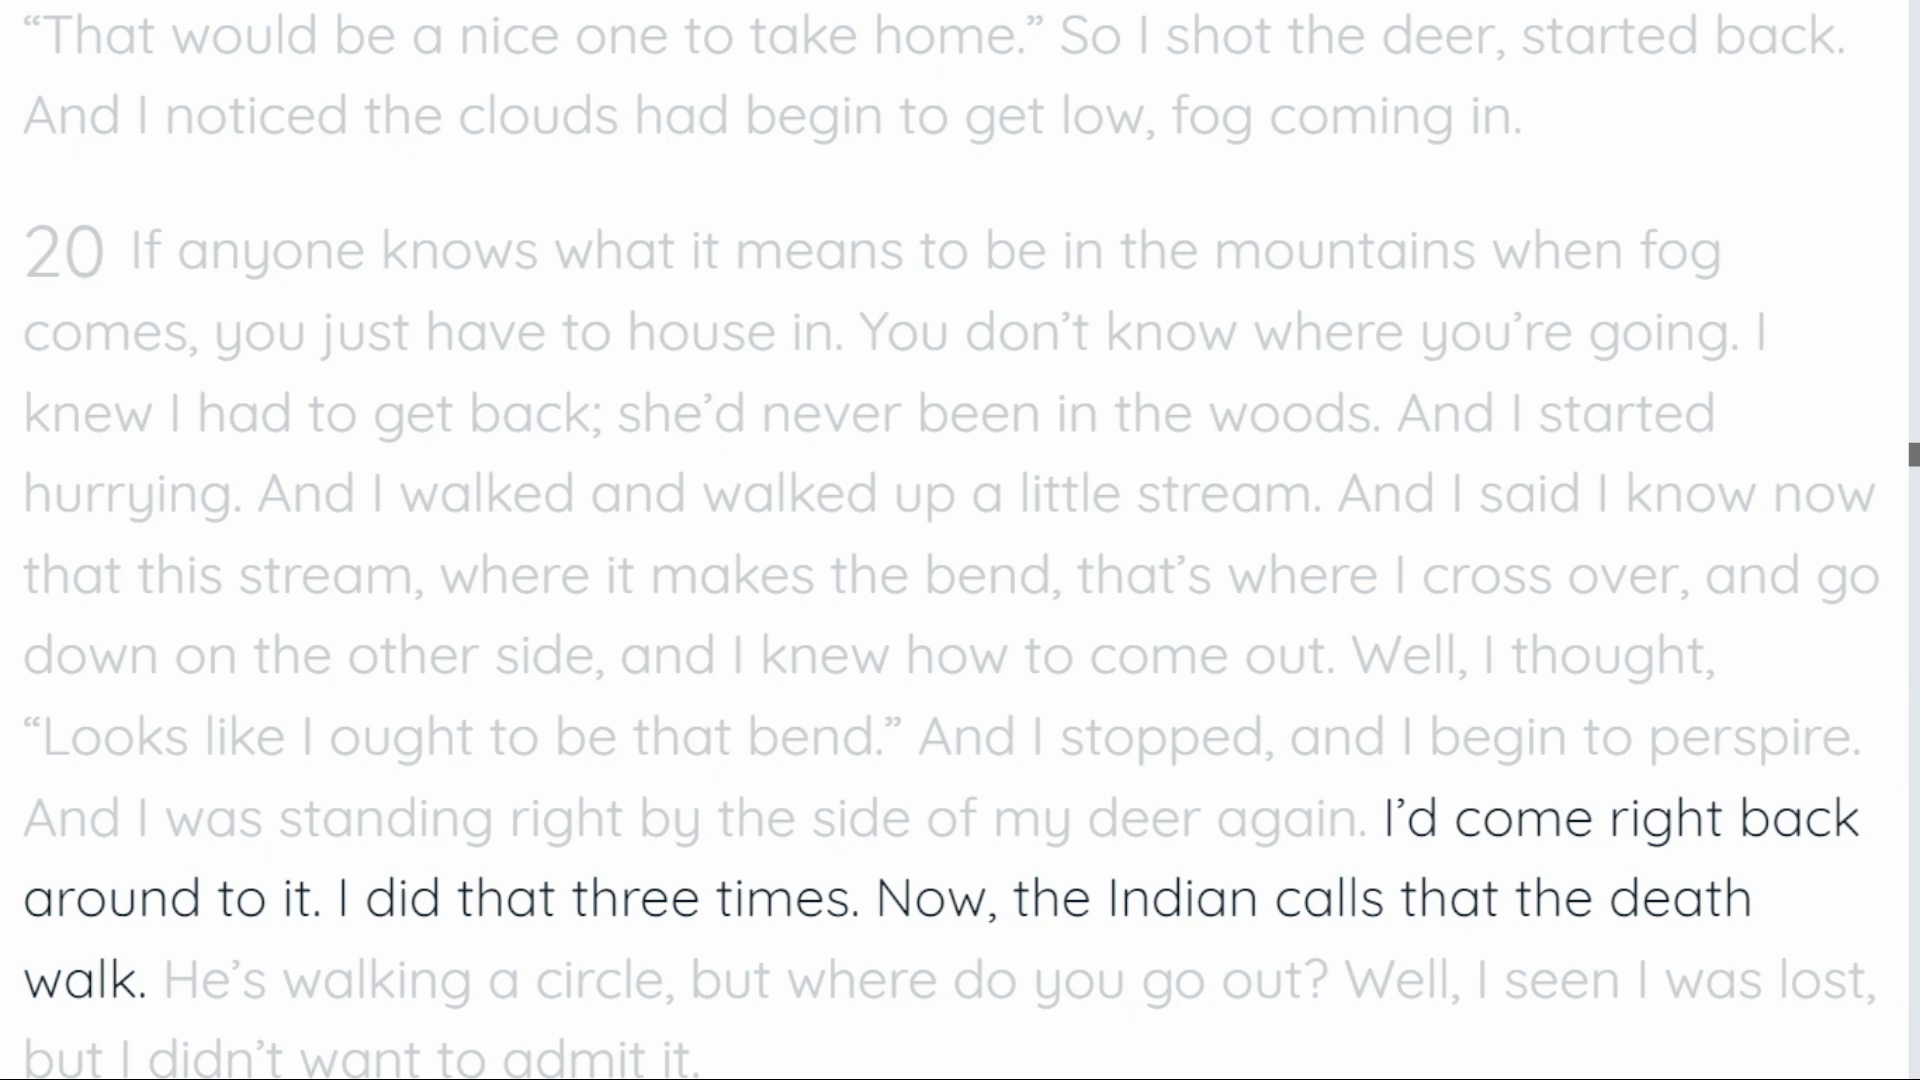 “That would be a nice one to take home.” So I shot the deer, started back.
And I noticed the clouds had begin to get low, fog coming in.
20 If anyone knows what it means to be in the mountains when fog
comes, you just have to house in. You don’t know where you’re going. I
knew I had to get back; she’d never been in the woods. And I started
hurrying. And I walked and walked up a little stream. And I said I know now
that this stream, where it makes the bend, that’s where I cross over, and go
down on the other side, and I knew how to come out. Well, I thought,
“Looks like I ought to be that bend.” And I stopped, and I begin to perspire.
And I was standing right by the side of my deer again. I’d come right back
around to it. I did that three times. Now, the Indian calls that the death
walk. He’s walking a circle, but where do you go out? Well, I seen I was lost,
but I didn’t want to admit it.